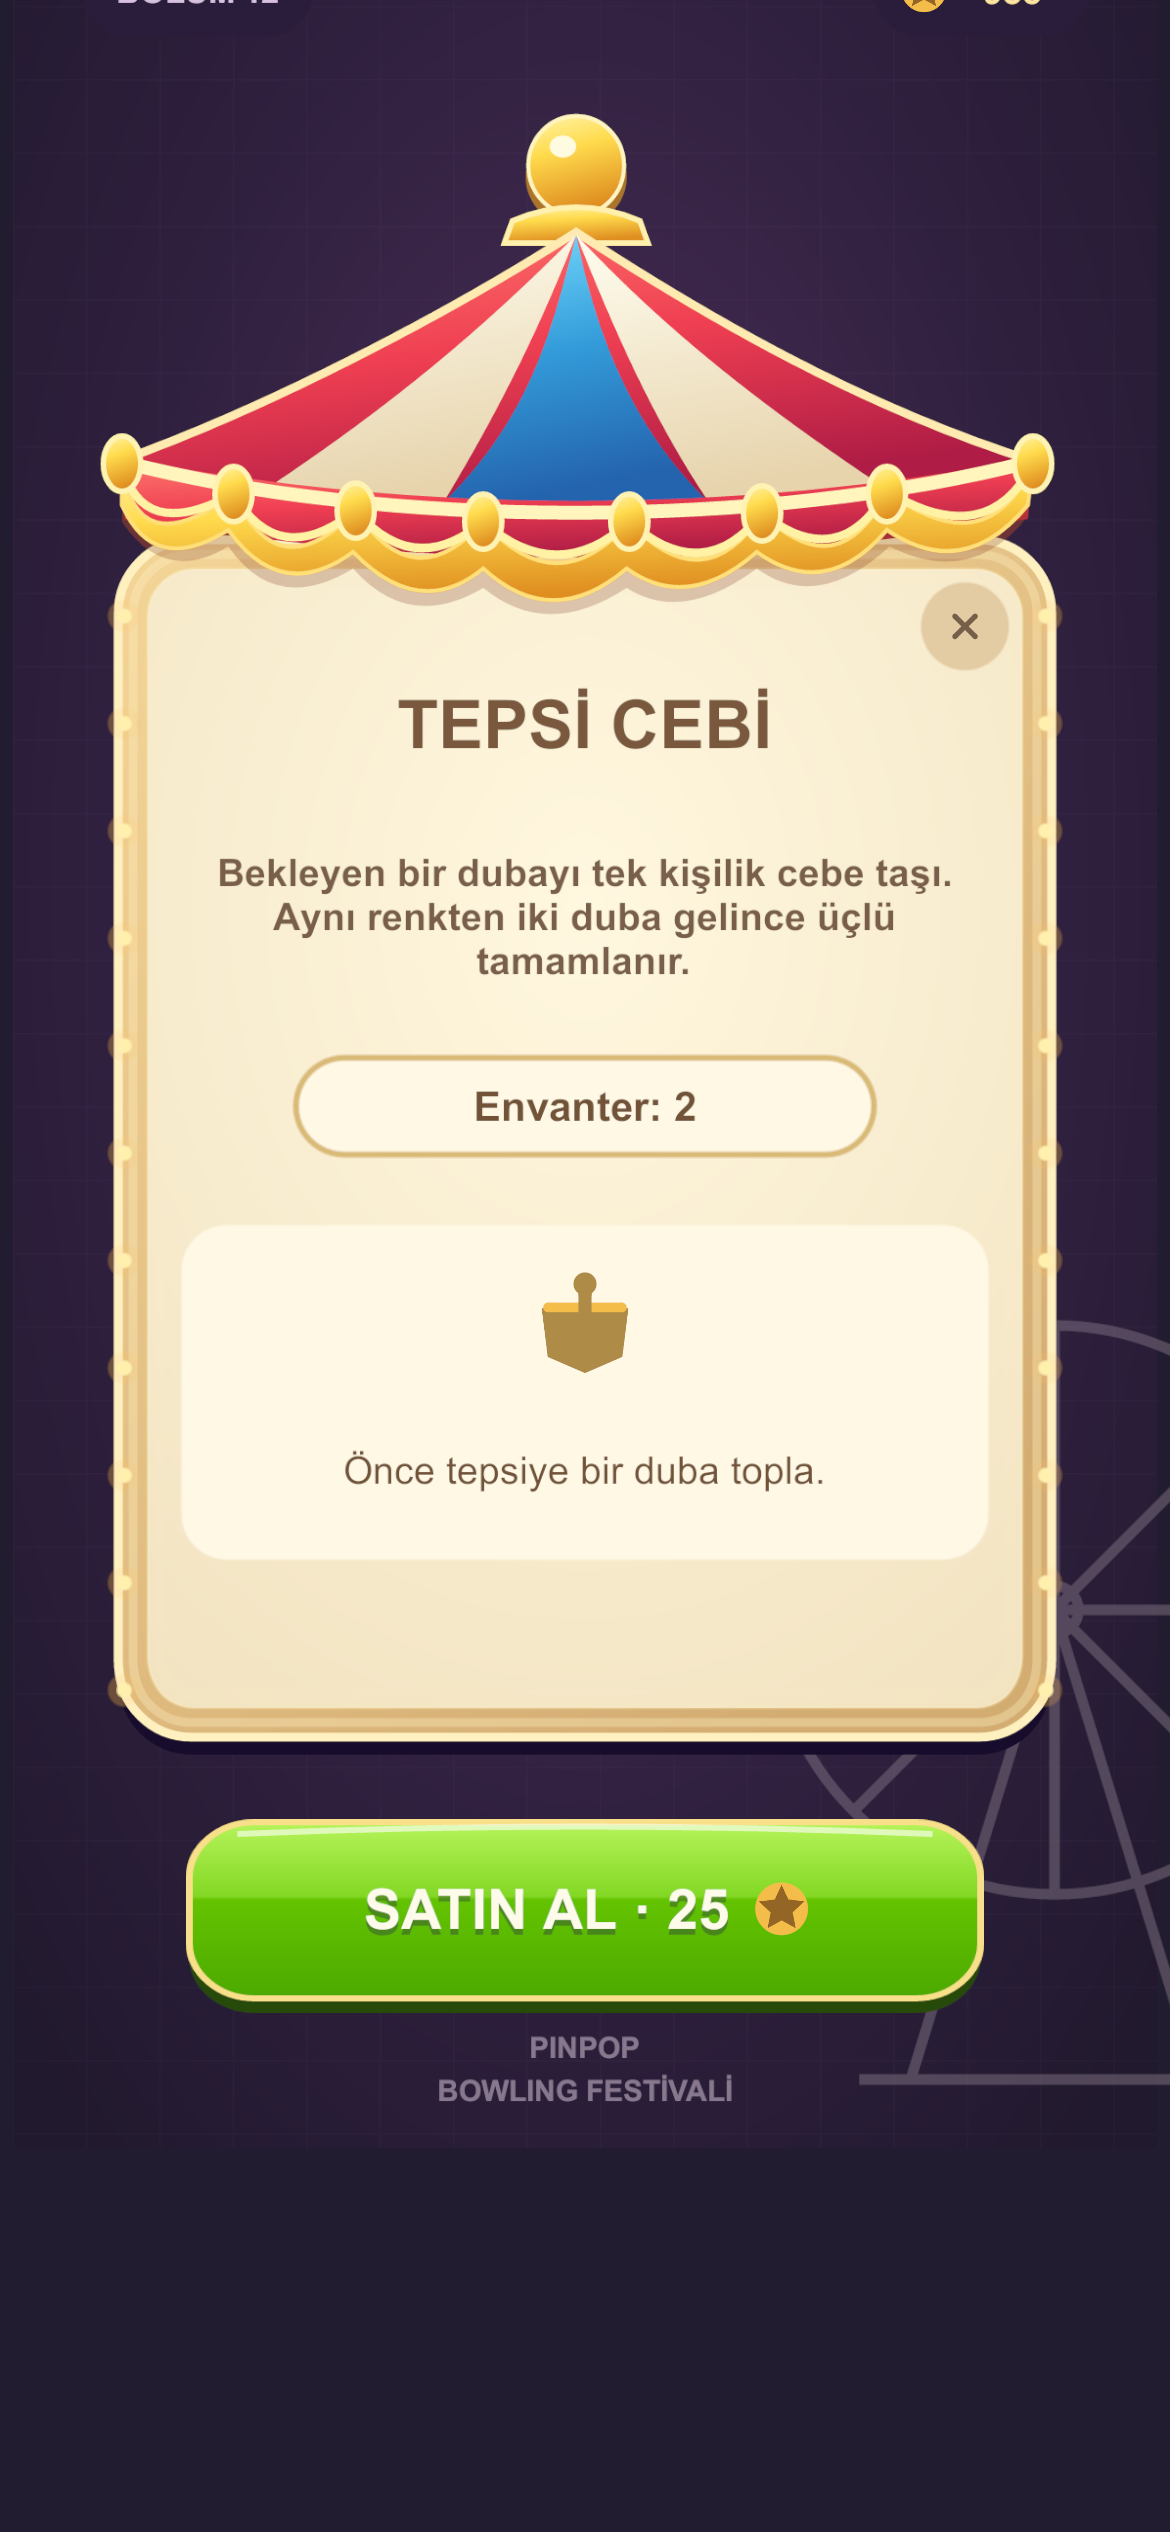 TEPSİ CEBİ
Bekleyen bir dubayı tek kişilik cebe taşı.
Aynı renkten iki duba gelince üçlü
tamamlanır.
Envanter: 2
Önce tepsiye bir duba topla.
SATIN AL · 25
PINPOP
BOWLING FESTİVALİ